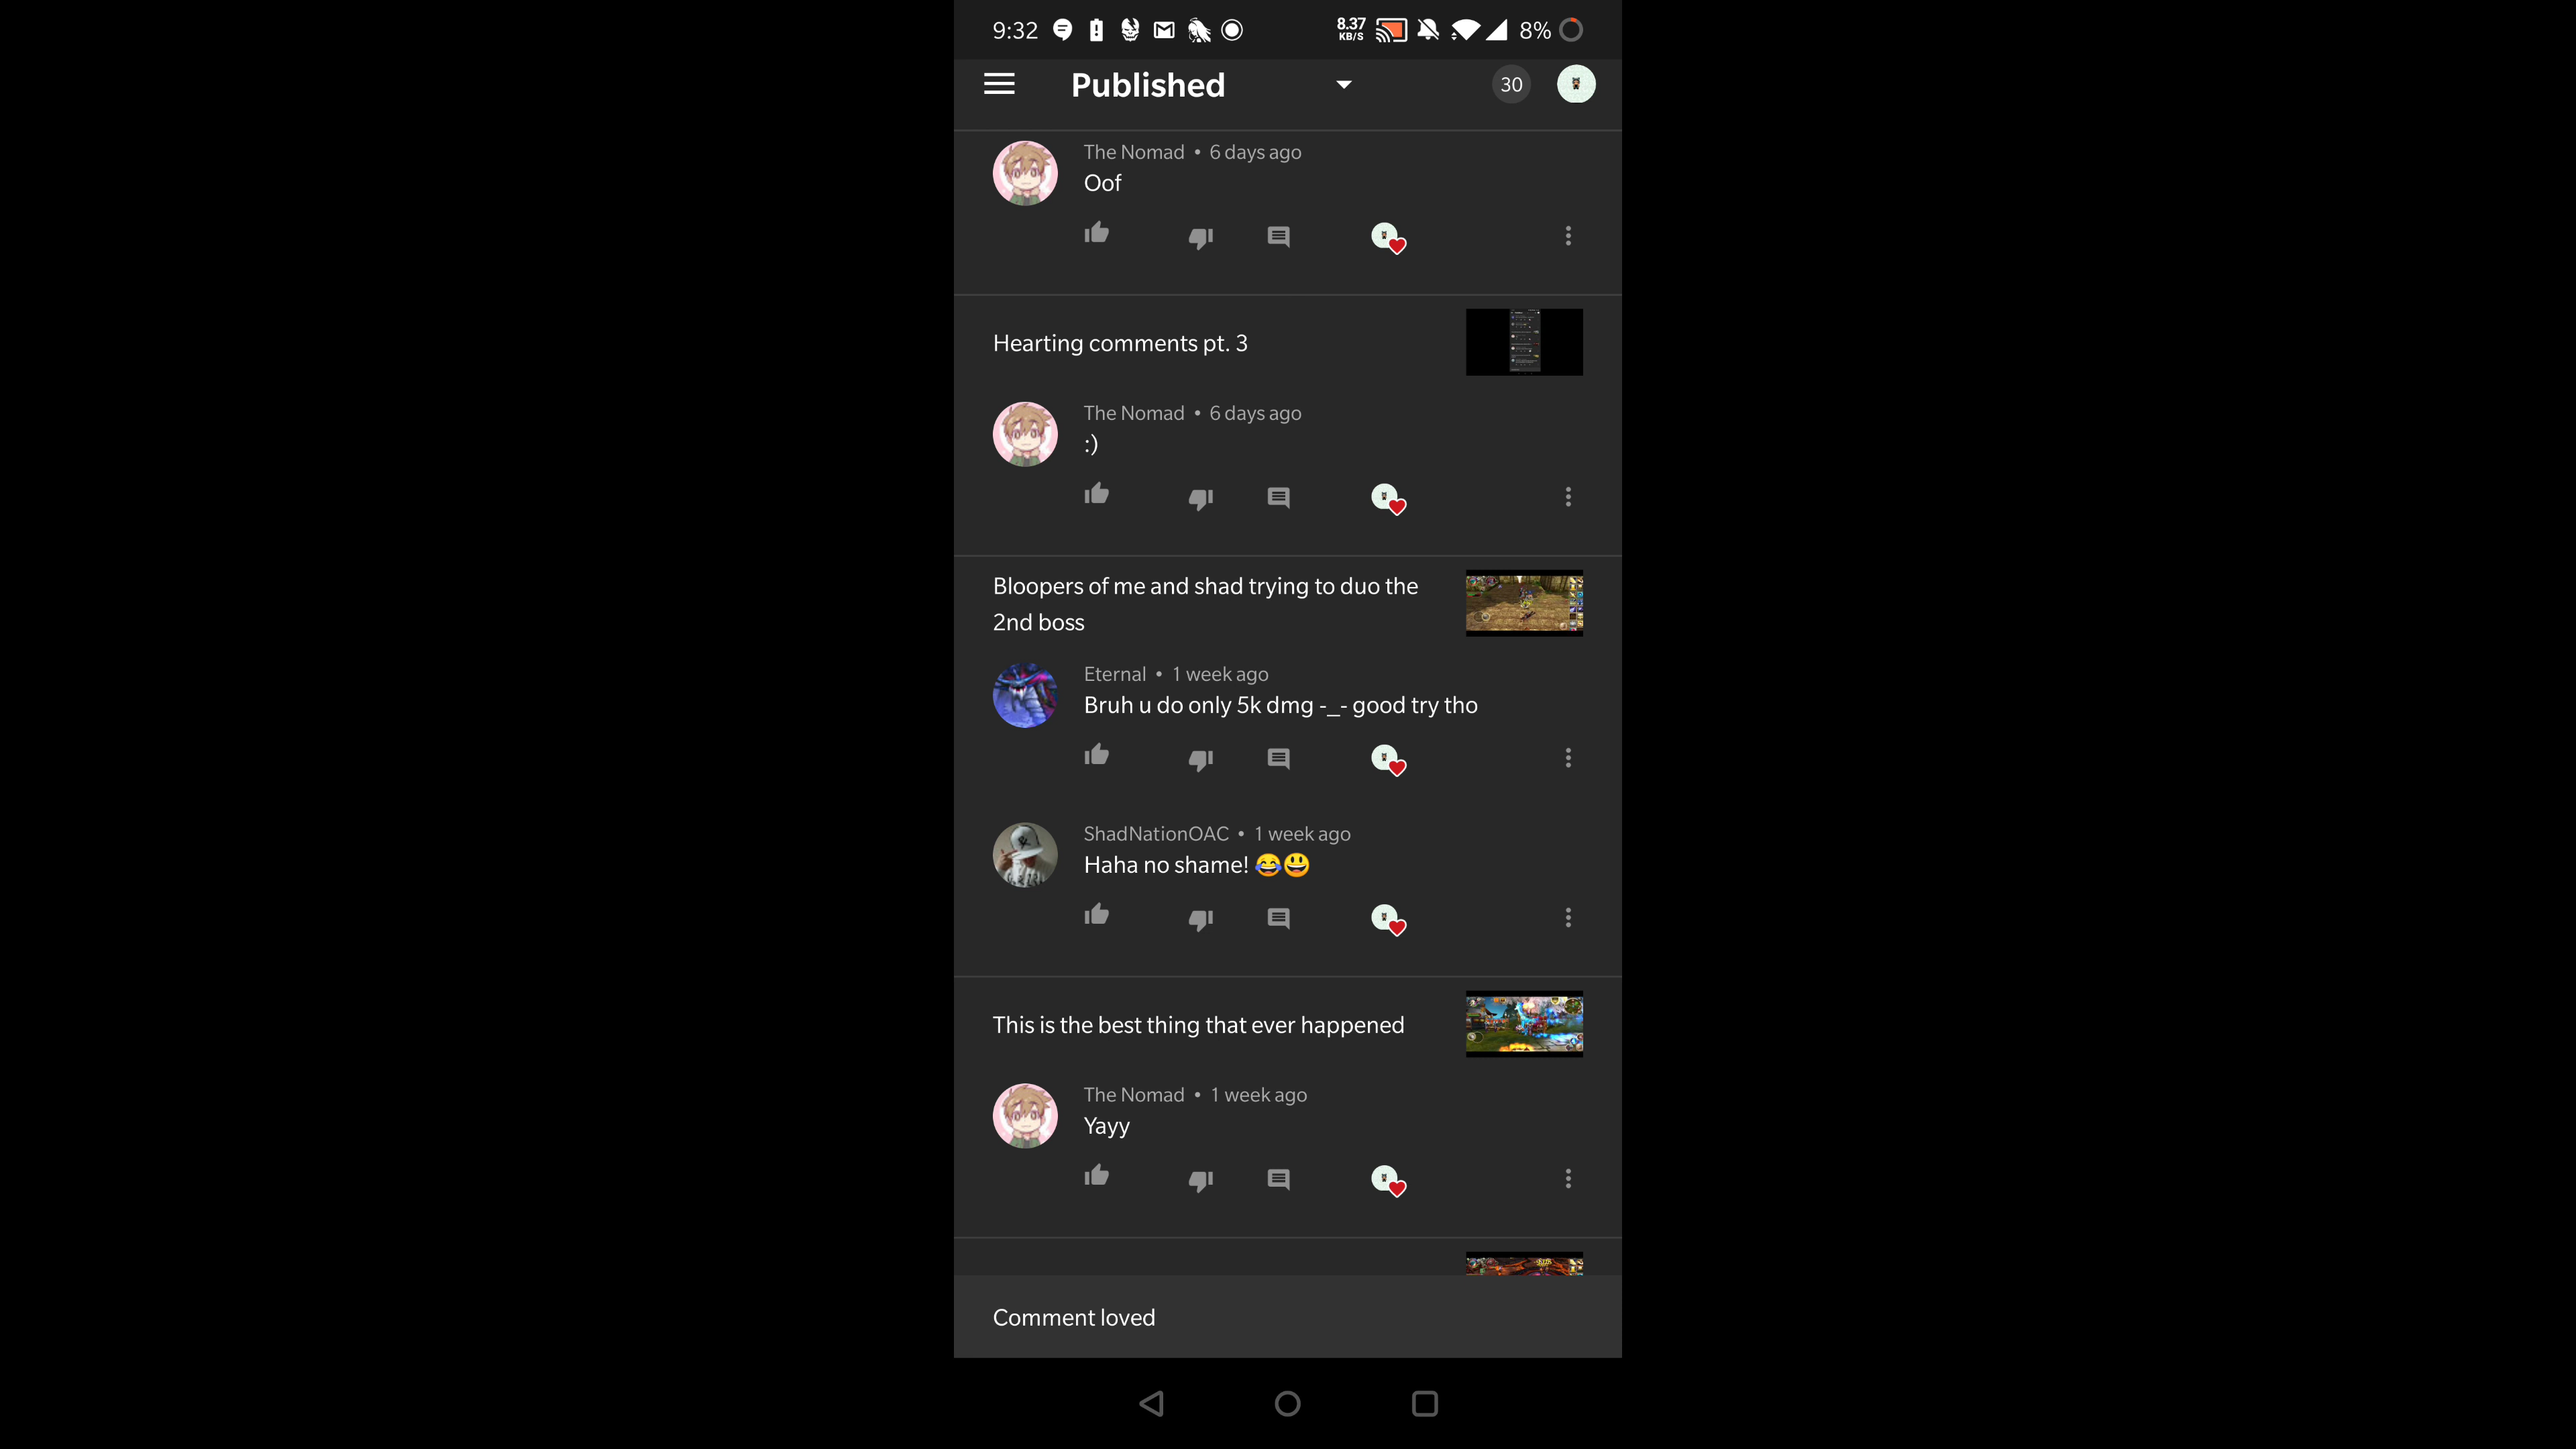 9:32
8.37
KB/S
8%
Published
30
The Nomad • 6 days ago
Oof
Hearting comments pt. 3
The Nomad • 6 days ago
:)
Bloopers of me and shad trying to duo the
2nd boss
Eternal • 1 week ago
Bruh u do only 5k dmg -_- good try tho
ShadNationOAC • 1 week ago
Haha no shame! 😂😃
This is the best thing that ever happened
The Nomad • 1 week ago
Yayy
Comment loved